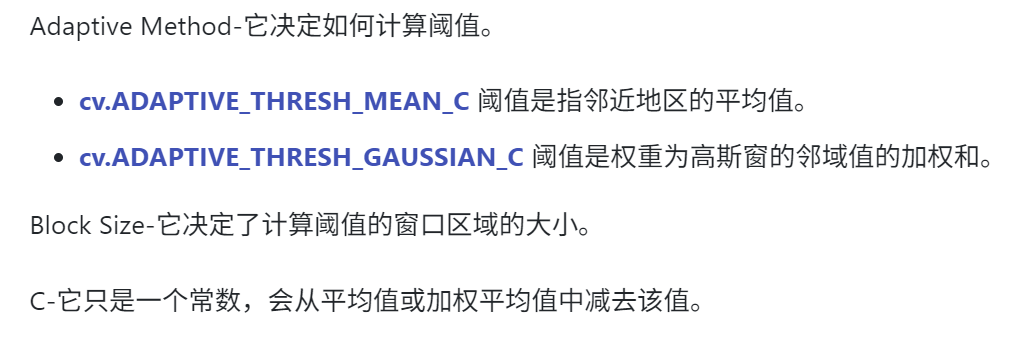 Adaptive Method-它决定如何计算阈值。
• cv.ADAPTIVE_THRESH_MEAN_C 阈值是指邻近地区的平均值。
• cv.ADAPTIVE_THRESH_GAUSSIAN_C 阈值是权重为高斯窗的邻域值的加权和。
Block Size-它决定了计算阈值的窗口区域的大小。
C-它只是一个常数，会从平均值或加权平均值中减去该值。